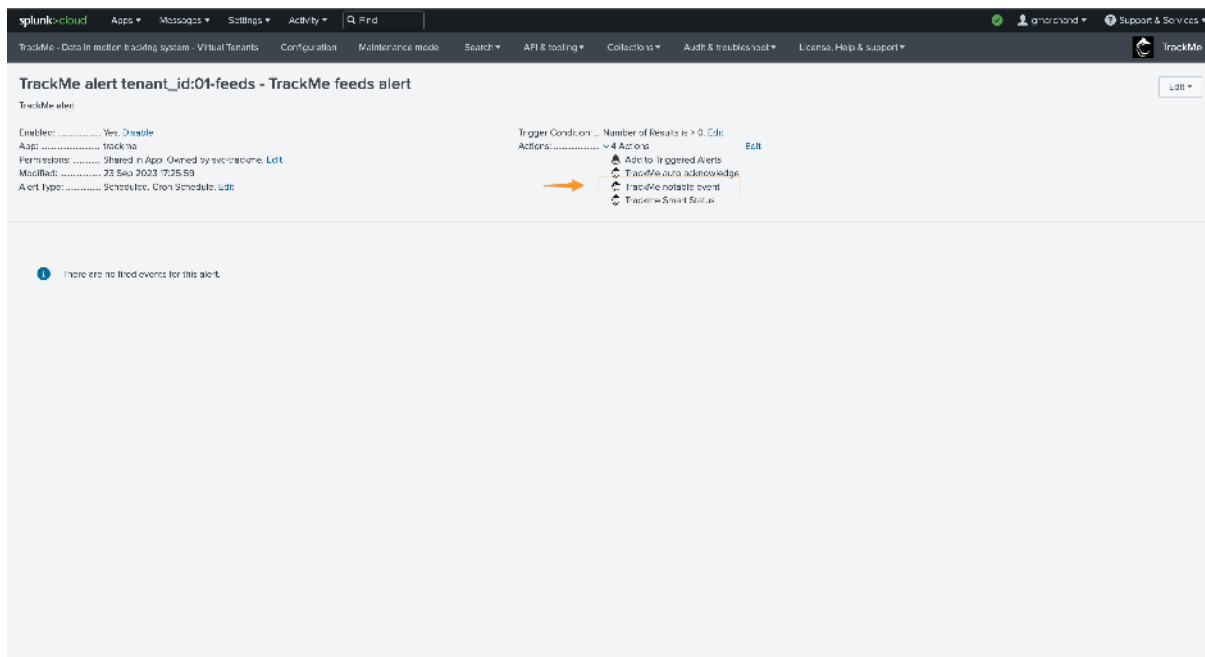 splunk>cloud Apps Messages Settings Activity Find gmarchand Support & Services
TrackMe - Data in motion tracking system - Virtual Tenants Configuration Maintenance mode Search API & tooling Collections Audit & troubleshoot License, Help & support TrackMe
TrackMe alert tenant_id:01-feeds - TrackMe feeds alert
Edit
TrackMe alert
Enabled: ............... Yes. Disable
App: .................... trackme
Permissions: .......... Shared in App. Owned by svc-trackme. Edit
Modified: .............. 23 Sep 2023 17:25:59
Alert Type: ............ Scheduled. Cron Schedule. Edit
Trigger Condition: .. Number of Results is > 0. Edit
Actions: ............... 4 Actions Edit
Add to Triggered Alerts
TrackMe auto acknowledge
TrackMe notable event
Trackme Smart Status
There are no fired events for this alert.